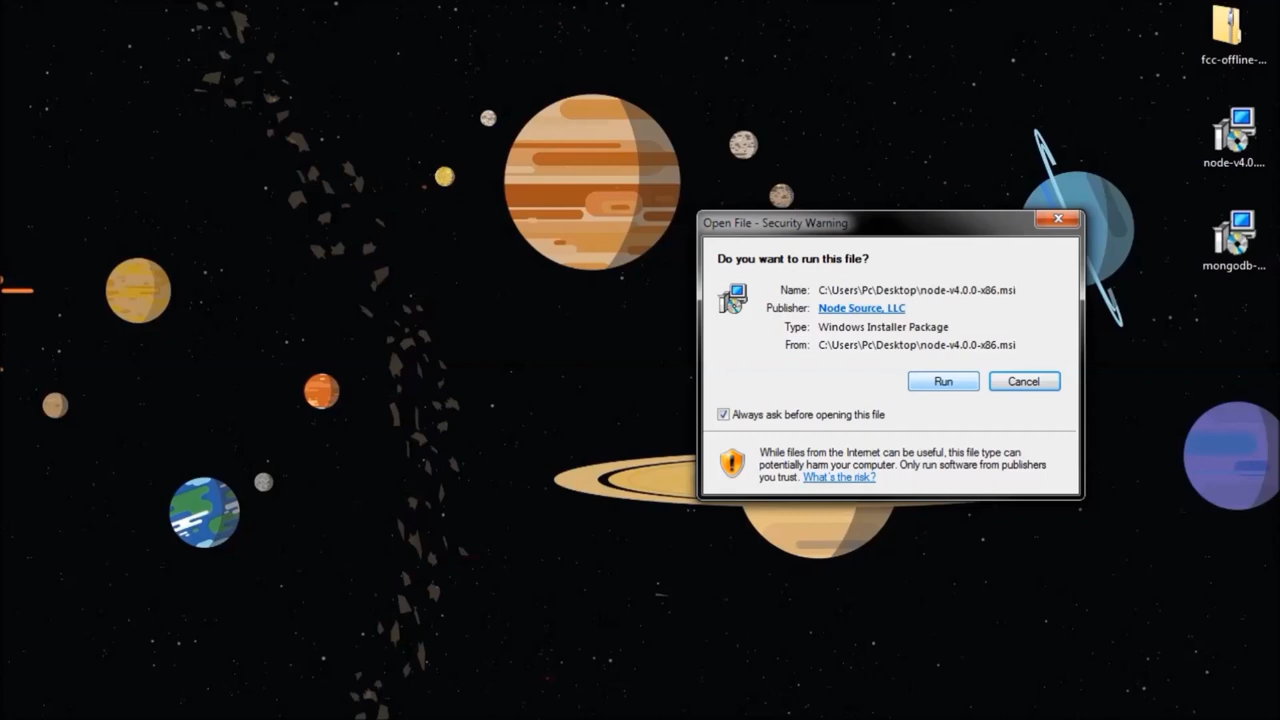 fcc-offline-...
node-v4.0....
mongodb-...
Open File - Security Warning
Do you want to run this file?
Name: C:\Users\Pc\Desktop\node-v4.0.0-x86.msi
Publisher: Node Source, LLC
Type: Windows Installer Package
From: C:\Users\Pc\Desktop\node-v4.0.0-x86.msi
Run Cancel
Always ask before opening this file
While files from the Internet can be useful, this file type can
potentially harm your computer. Only run software from publishers
you trust. What's the risk?